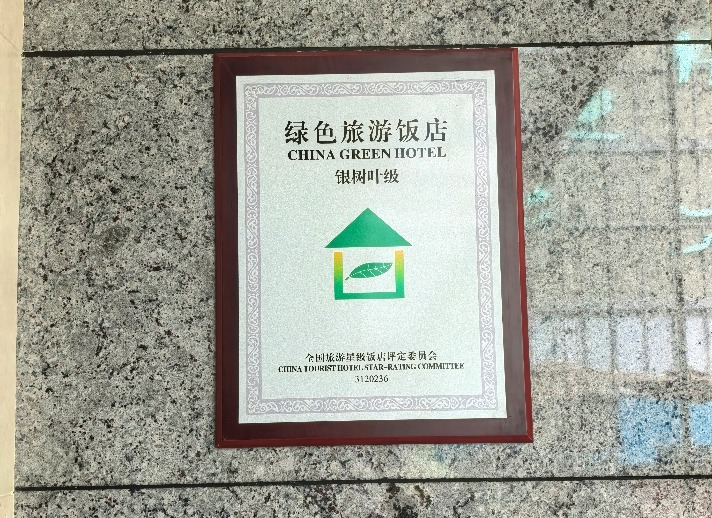 绿色旅游饭店
CHINA GREEN HOTEL
银树叶级
全国旅游星级饭店评定委员会
CHINA TOURIST HOTEL STAR-RATING COMMITTEE
3120236